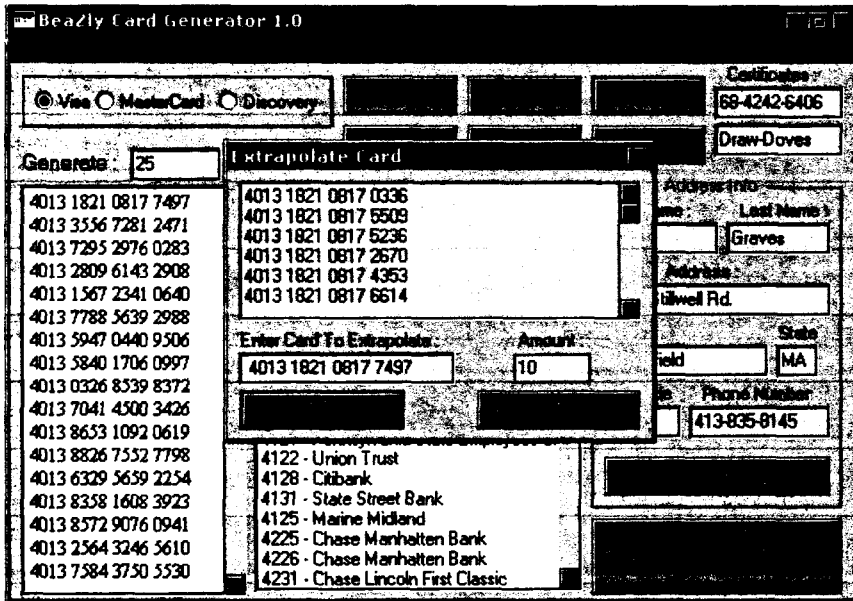 BeaZly Card Generator 1.0
Visa MasterCard Discovery
Certificates :
68-4242-6406
Draw-Doves
Generate : 25
4013 1821 0817 7497
4013 3556 7281 2471
4013 7295 2976 0283
4013 2809 6143 2908
4013 1567 2341 0640
4013 7788 5639 2988
4013 5947 0440 9506
4013 5840 1706 0997
4013 0326 8539 8372
4013 7041 4500 3426
4013 8653 1092 0619
4013 8826 7552 7798
4013 6329 5659 2254
4013 8358 1608 3923
4013 8572 9076 0941
4013 2564 3246 5610
4013 7584 3750 5530
Extrapolate Card
4013 1821 0817 0336
4013 1821 0817 5509
4013 1821 0817 5236
4013 1821 0817 2670
4013 1821 0817 4353
4013 1821 0817 6614
Enter Card To Extrapolate : Amount :
4013 1821 0817 7497 10
4122 - Union Trust
4128 - Citibank
4131 - State Street Bank
4125 - Marine Midland
4225 - Chase Manhatten Bank
4226 - Chase Manhatten Bank
4231 - Chase Lincoln First Classic
Address Info
Last Name :
Graves
Address
Stillwell Rd.
State
MA
Phone Number
413-835-8145